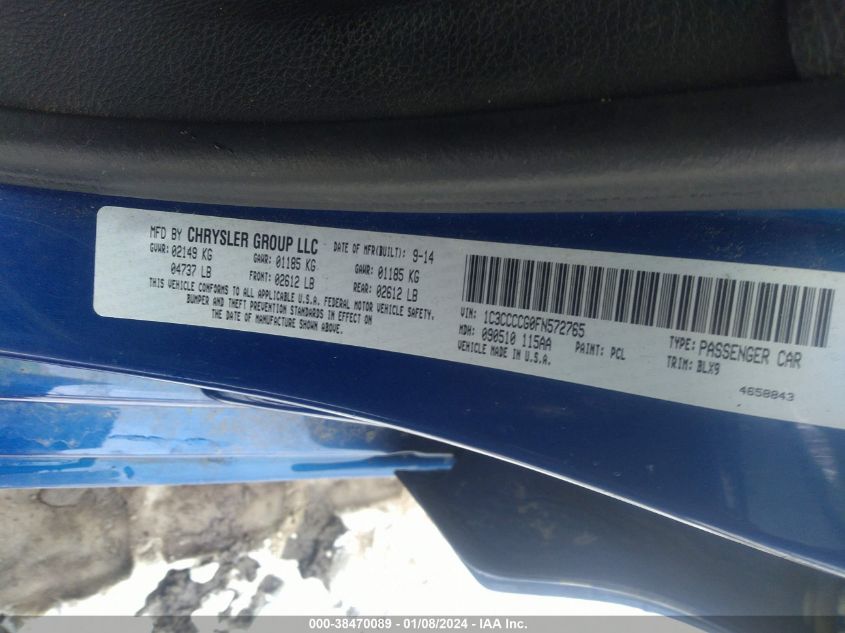 MFD BY CHRYSLER GROUP LLC DATE OF MFR(BUILT): 9-14
GVWR: 02149 KG GAWR: 01185 KG GAWR: 01185 KG
04737 LB FRONT: 02612 LB REAR: 02612 LB
THIS VEHICLE CONFORMS TO ALL APPLICABLE U.S.A. FEDERAL MOTOR VEHICLE SAFETY,
BUMPER AND THEFT PREVENTION STANDARDS IN EFFECT ON
THE DATE OF MANUFACTURE SHOWN ABOVE.
VIN: 1C3CCCCG0FN572765 TYPE: PASSENGER CAR
MDH: 090510 115AA PAINT: PCL TRIM: BLX9
VEHICLE MADE IN U.S.A. 4658843
000-38470089 - 01/08/2024 - IAA Inc.